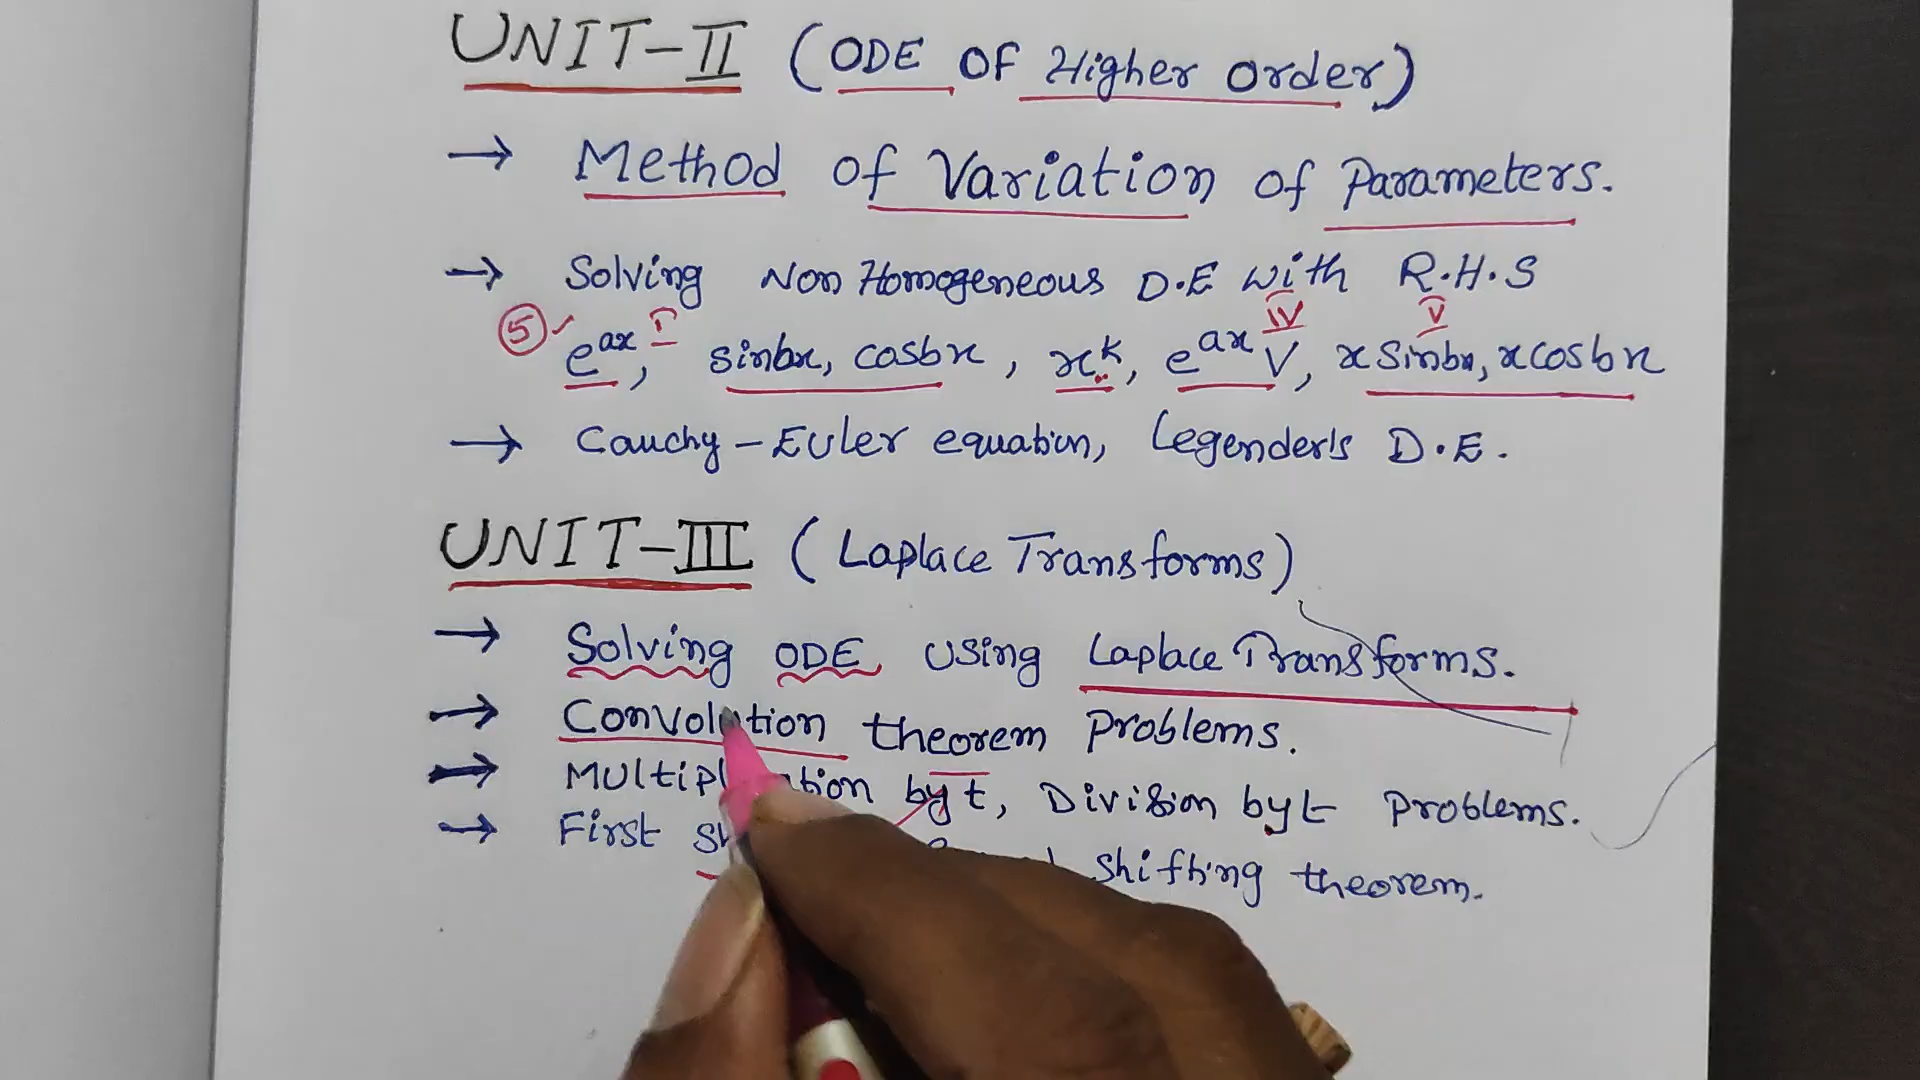 UNIT-II (ODE OF Higher Order)
→ Method of Variation of Parameters.
→ Solving Non Homogeneous D.E with R.H.S
5 ✓ e^ax I, sinbx, cosbx, x^k, e^ax V IV, x sinbx, x cosbx V
→ Cauchy-Euler equation, Legender's D.E.
UNIT-III (Laplace Transforms)
→ Solving ODE Using Laplace Transforms.
→ Convolution theorem Problems.
→ by t, Division by t Problems.
→ First shifting theorem.